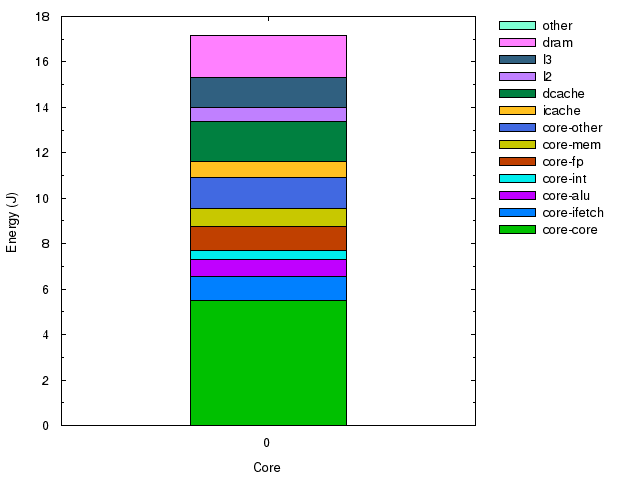 18
16
14
12
10
8
6
4
2
0
Energy (J)
0
Core
other
dram
l3
l2
dcache
icache
core-other
core-mem
core-fp
core-int
core-alu
core-ifetch
core-core